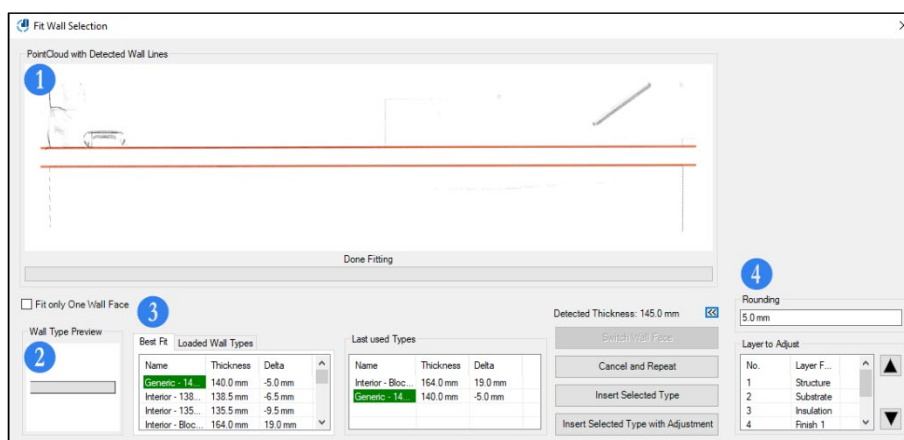 Fit Wall Selection
PointCloud with Detected Wall Lines
1
Done Fitting
Fit only One Wall Face
Wall Type Preview
2
3
Best Fit Loaded Wall Types
Name Thickness Delta
Generic - 14... 140.0 mm -5.0 mm
Interior - 138... 138.5 mm -6.5 mm
Interior - 135... 135.5 mm -9.5 mm
Interior - Bloc... 164.0 mm 19.0 mm
Last used Types
Name Thickness Delta
Interior - Bloc... 164.0 mm 19.0 mm
Generic - 14... 140.0 mm -5.0 mm
Detected Thickness: 145.0 mm
Switch Wall Face
Cancel and Repeat
Insert Selected Type
Insert Selected Type with Adjustment
4
Rounding
5.0 mm
Layer to Adjust
No. Layer F...
1 Structure
2 Substrate
3 Insulation
4 Finish 1